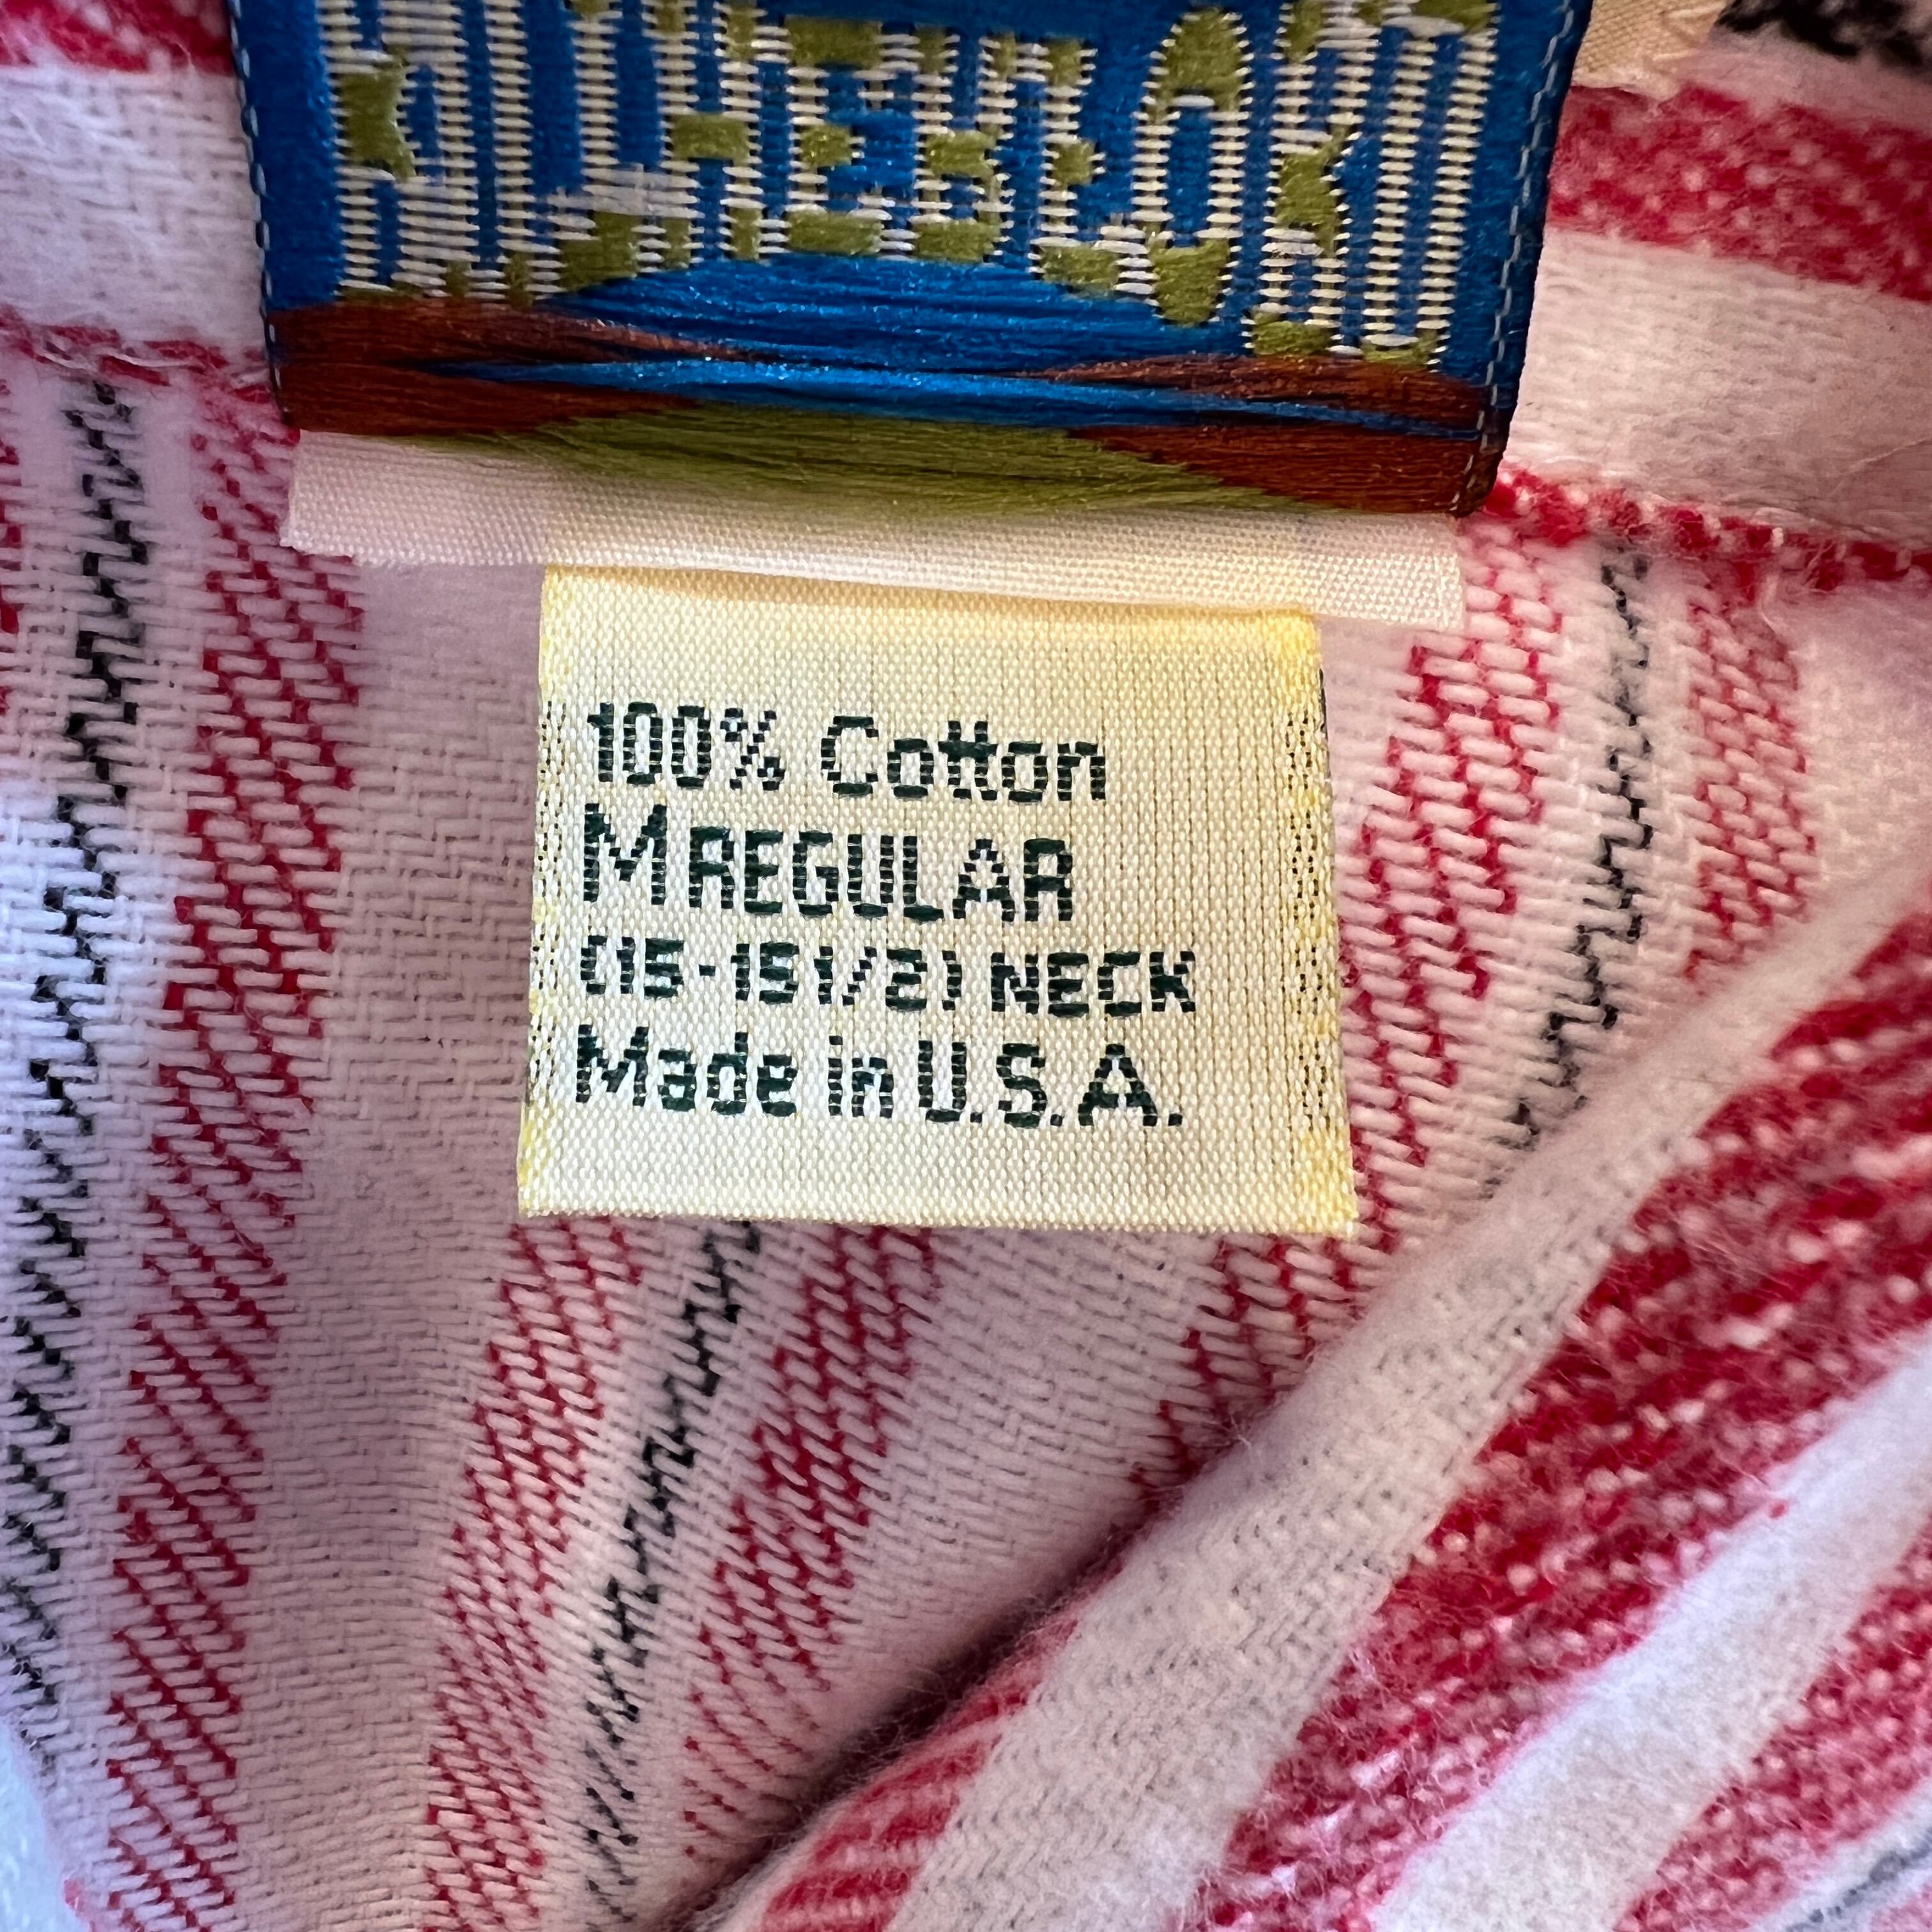 100% Cotton
M REGULAR
(15-15 1/2) NECK
Made in U.S.A.